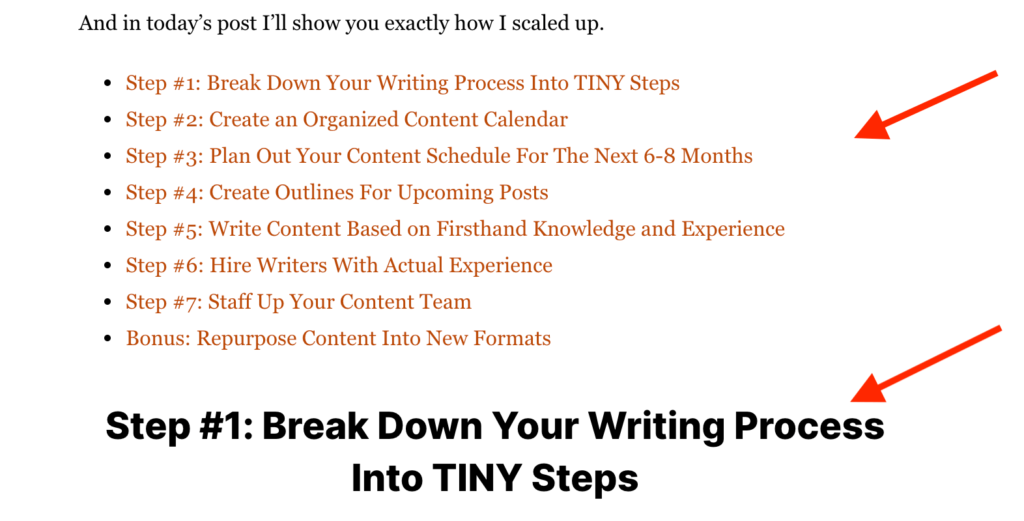 And in today’s post I’ll show you exactly how I scaled up.
Step #1: Break Down Your Writing Process Into TINY Steps
Step #2: Create an Organized Content Calendar
Step #3: Plan Out Your Content Schedule For The Next 6-8 Months
Step #4: Create Outlines For Upcoming Posts
Step #5: Write Content Based on Firsthand Knowledge and Experience
Step #6: Hire Writers With Actual Experience
Step #7: Staff Up Your Content Team
Bonus: Repurpose Content Into New Formats
Step #1: Break Down Your Writing Process
Into TINY Steps